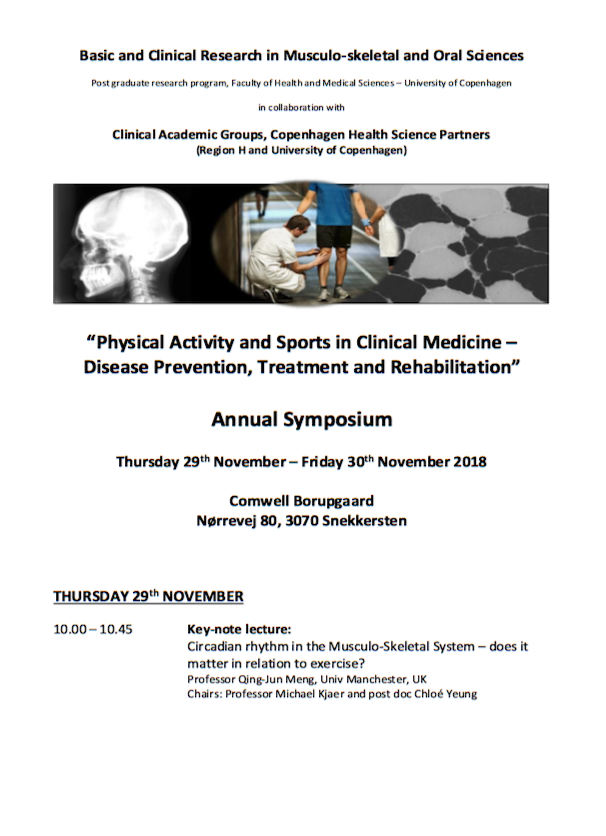 Basic and Clinical Research in Musculo-skeletal and Oral Sciences
Post graduate research program, Faculty of Health and Medical Sciences – University of Copenhagen
in collaboration with
Clinical Academic Groups, Copenhagen Health Science Partners
(Region H and University of Copenhagen)
“Physical Activity and Sports in Clinical Medicine –
Disease Prevention, Treatment and Rehabilitation”
Annual Symposium
Thursday 29th November – Friday 30th November 2018
Comwell Borupgaard
Nørrevej 80, 3070 Snekkersten
THURSDAY 29th NOVEMBER
10.00 – 10.45 Key-note lecture:
Circadian rhythm in the Musculo-Skeletal System – does it
matter in relation to exercise?
Professor Qing-Jun Meng, Univ Manchester, UK
Chairs: Professor Michael Kjaer and post doc Chloé Yeung